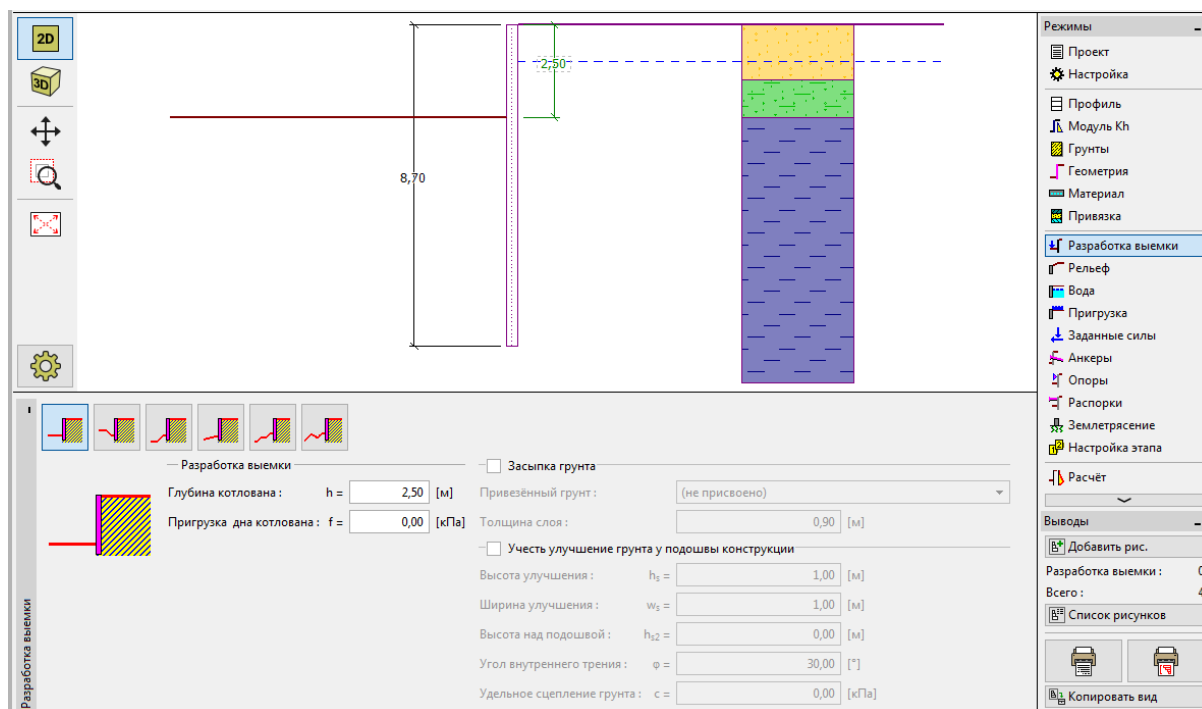 2D
3D
2,50
8,70
Режимы
Проект
Настройка
Профиль
Модуль Kh
Грунты
Геометрия
Материал
Привязка
Разработка выемки
Рельеф
Вода
Пригрузка
Заданные силы
Анкеры
Опоры
Распорки
Землетрясение
Настройка этапа
Расчёт
Разработка выемки
Разработка выемки
Глубина котлована : h = 2,50 [м]
Пригрузка дна котлована : f = 0,00 [кПа]
Засыпка грунта
Привезённый грунт : (не присвоено)
Толщина слоя : 0,90 [м]
Учесть улучшение грунта у подошвы конструкции
Высота улучшения : hs = 1,00 [м]
Ширина улучшения : ws = 1,00 [м]
Высота над подошвой : hs2 = 0,00 [м]
Угол внутреннего трения : φ = 30,00 [°]
Удельное сцепление грунта : c = 0,00 [кПа]
Выводы
Добавить рис.
Разработка выемки : 0
Всего : 4
Список рисунков
Копировать вид